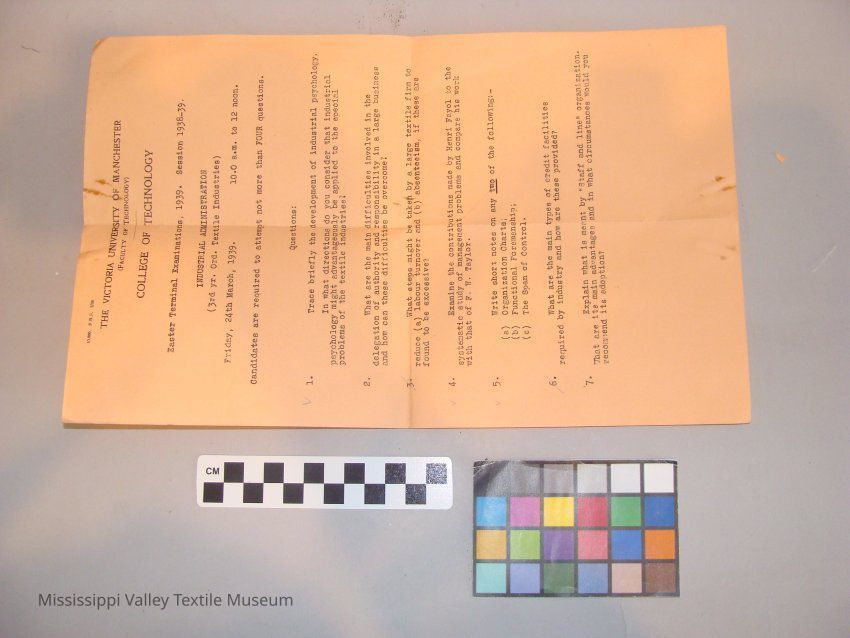 THE VICTORIA UNIVERSITY OF MANCHESTER
(FACULTY OF TECHNOLOGY)
COLLEGE OF TECHNOLOGY
Easter Terminal Examinations, 1939. Session 1938-39.
INDUSTRIAL ADMINISTRATION
(3rd yr. Ord. Textile Industries)
Friday, 24th March, 1939. 10.0 a.m. to 12 noon.
Candidates are required to attempt not more than FOUR questions.
Questions:
1. Trace briefly the development of industrial psychology.
In what directions do you consider that industrial
psychology might advantageously be applied to the special
problems of the textile industries?
2. What are the main difficulties involved in the
delegation of authority and responsibility in a large business
and how can these difficulties be overcome?
3. What steps might be taken by a large textile firm to
reduce (a) labour turnover and (b) absenteeism, if these are
found to be excessive?
4. Examine the contributions made by Henri Fayol to the
systematic study of management problems and compare his work
with that of F. W. Taylor.
5. Write short notes on any two of the following:-
(a) Organization Charts;
(b) Functional Foremanship;
(c) The Span of Control.
6. What are the main types of credit facilities
required by industry and how are these provided?
7. Explain what is meant by "Staff and line" organization.
What are its main advantages and in what circumstances would you
recommend its adoption?
CM
Mississippi Valley Textile Museum